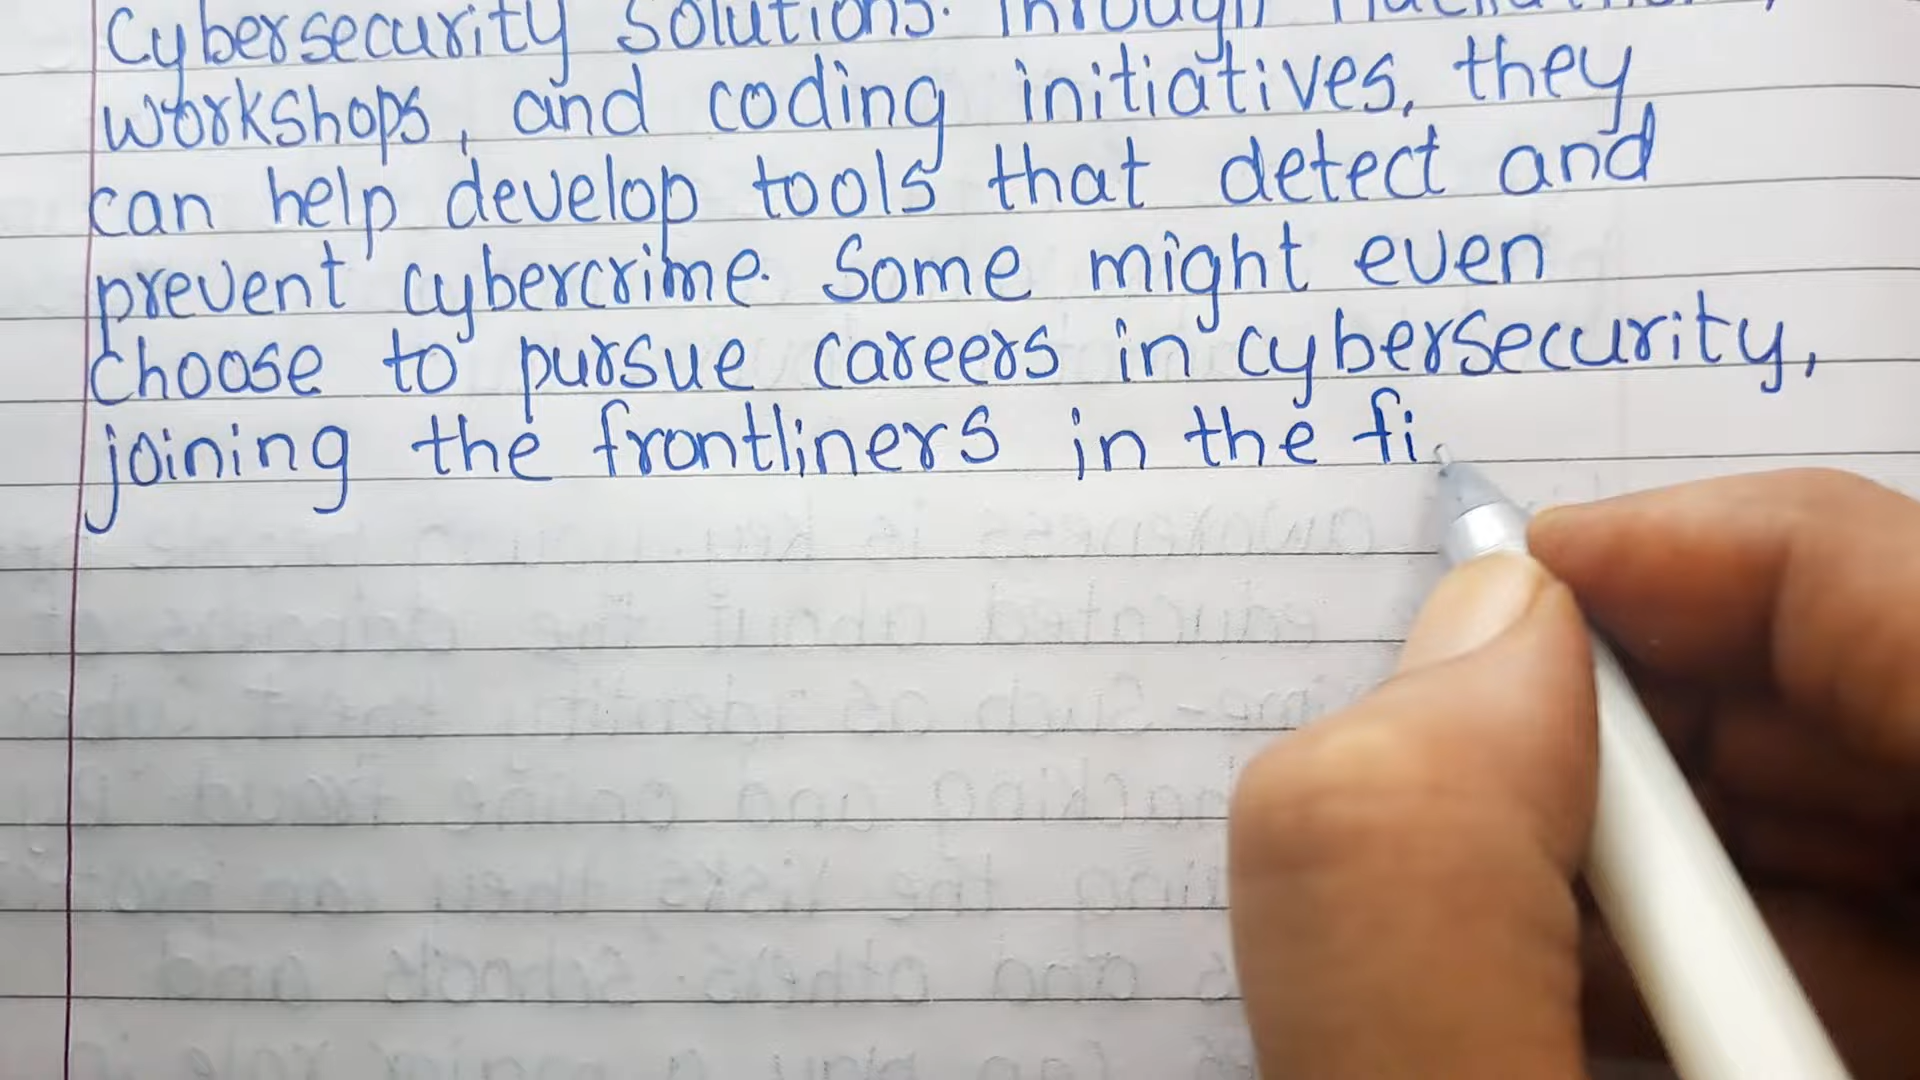 Cybersecurity solutions. Through
workshops, and coding initiatives, they
can help develop tools that detect and
prevent cybercrime. Some might even
choose to pursue careers in cybersecurity,
joining the frontliners in the fi